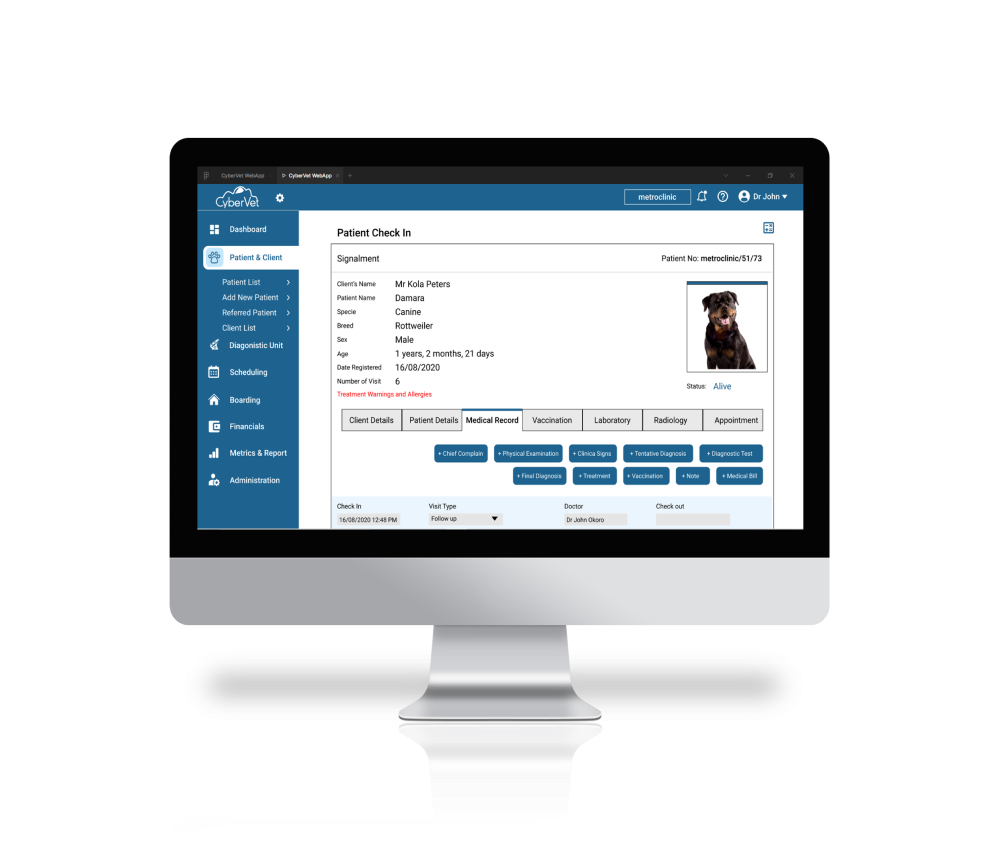 CyberVet WebApp
CyberVet WebApp
CyberVet
metroclinic
Dr John
Dashboard
Patient & Client
Patient List
Add New Patient
Referred Patient
Client List
Diagonistic Unit
Scheduling
Boarding
Financials
Metrics & Report
Administration
Patient Check In
Signalment
Patient No: metroclinic/51/73
Client's Name Mr Kola Peters
Patient Name Damara
Specie Canine
Breed Rottweiler
Sex Male
Age 1 years, 2 months, 21 days
Date Registered 16/08/2020
Number of Visit 6
Treatment Warnings and Allergies
Status: Alive
Client Details Patient Details Medical Record Vaccination Laboratory Radiology Appointment
+ Chief Complain + Physical Examination + Clinica Signs + Tentative Diagnosis + Diagnostic Test
+ Final Diagnosis + Treatment + Vaccination + Note + Medical Bill
Check In Visit Type Doctor Check out
16/08/2020 12:48 PM Follow up Dr John Okoro